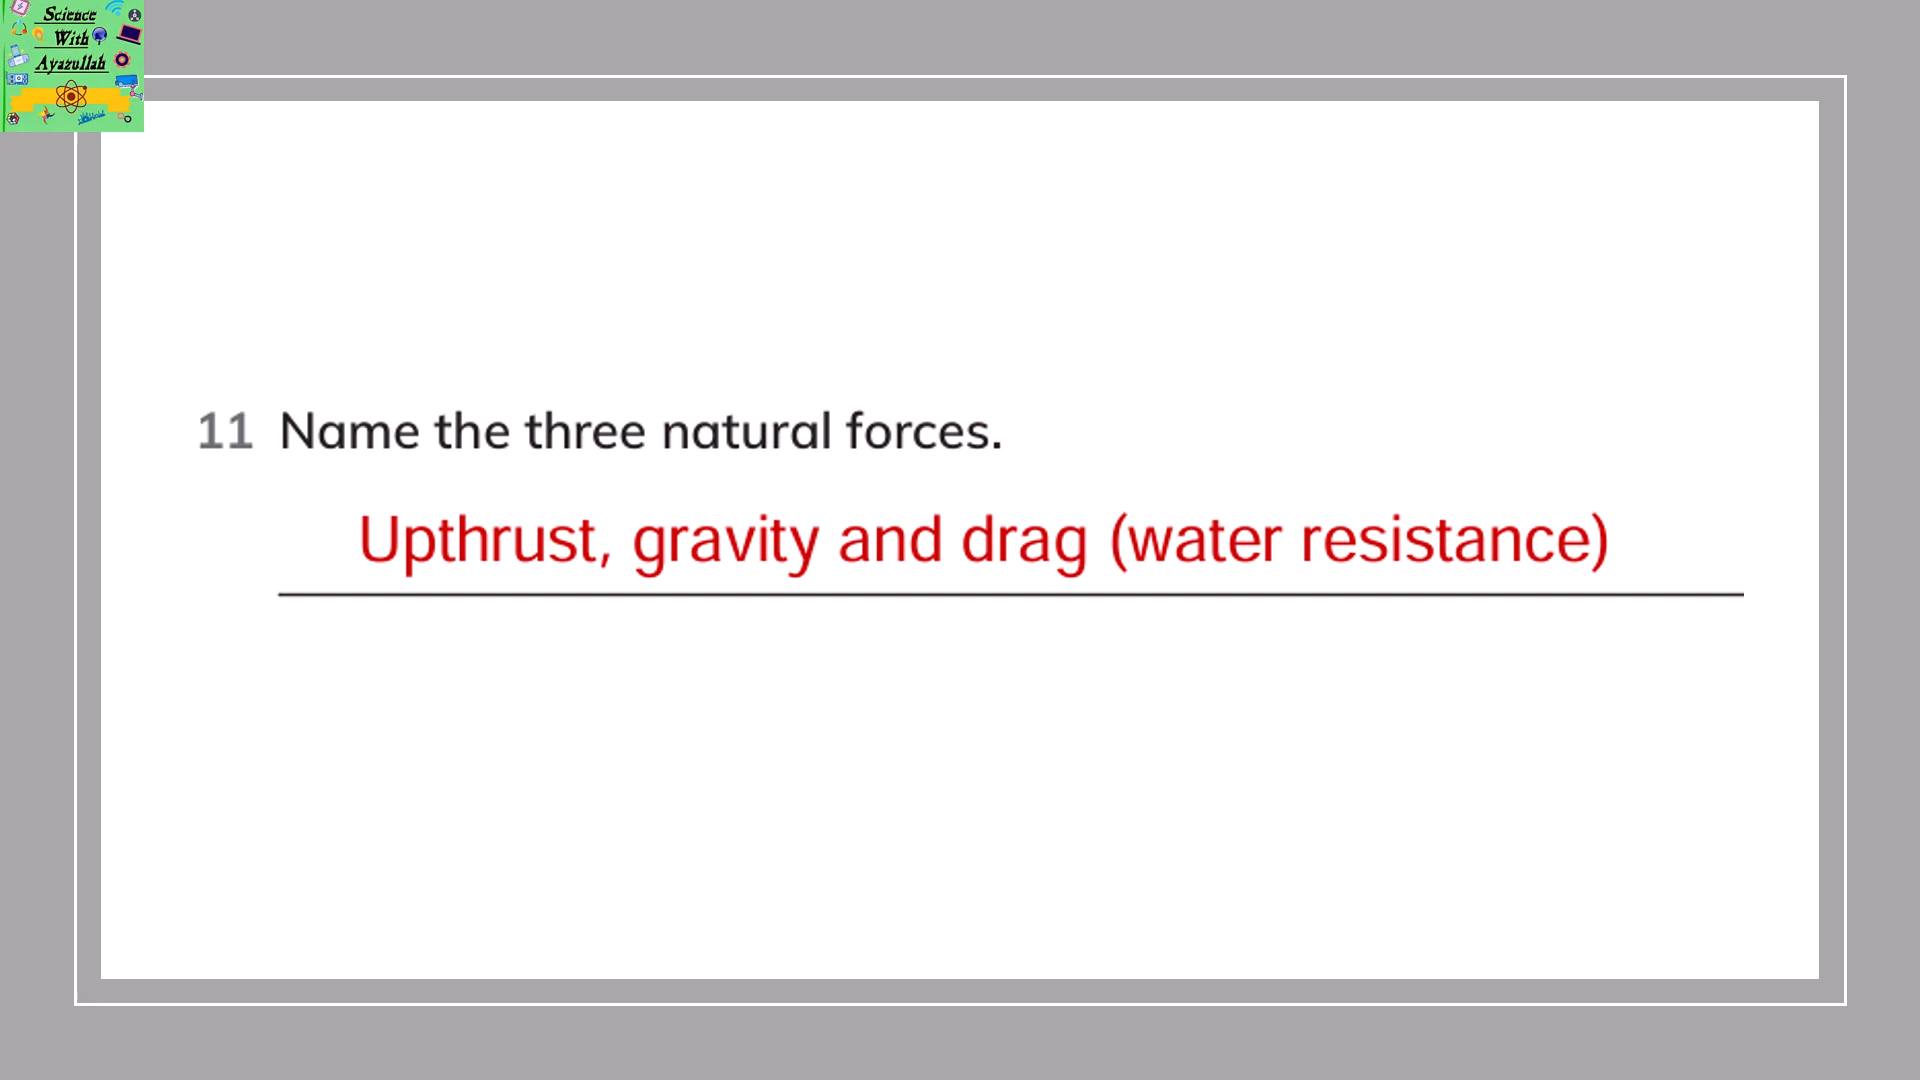 Science
With
Ayazullah
11 Name the three natural forces.
Upthrust, gravity and drag (water resistance)